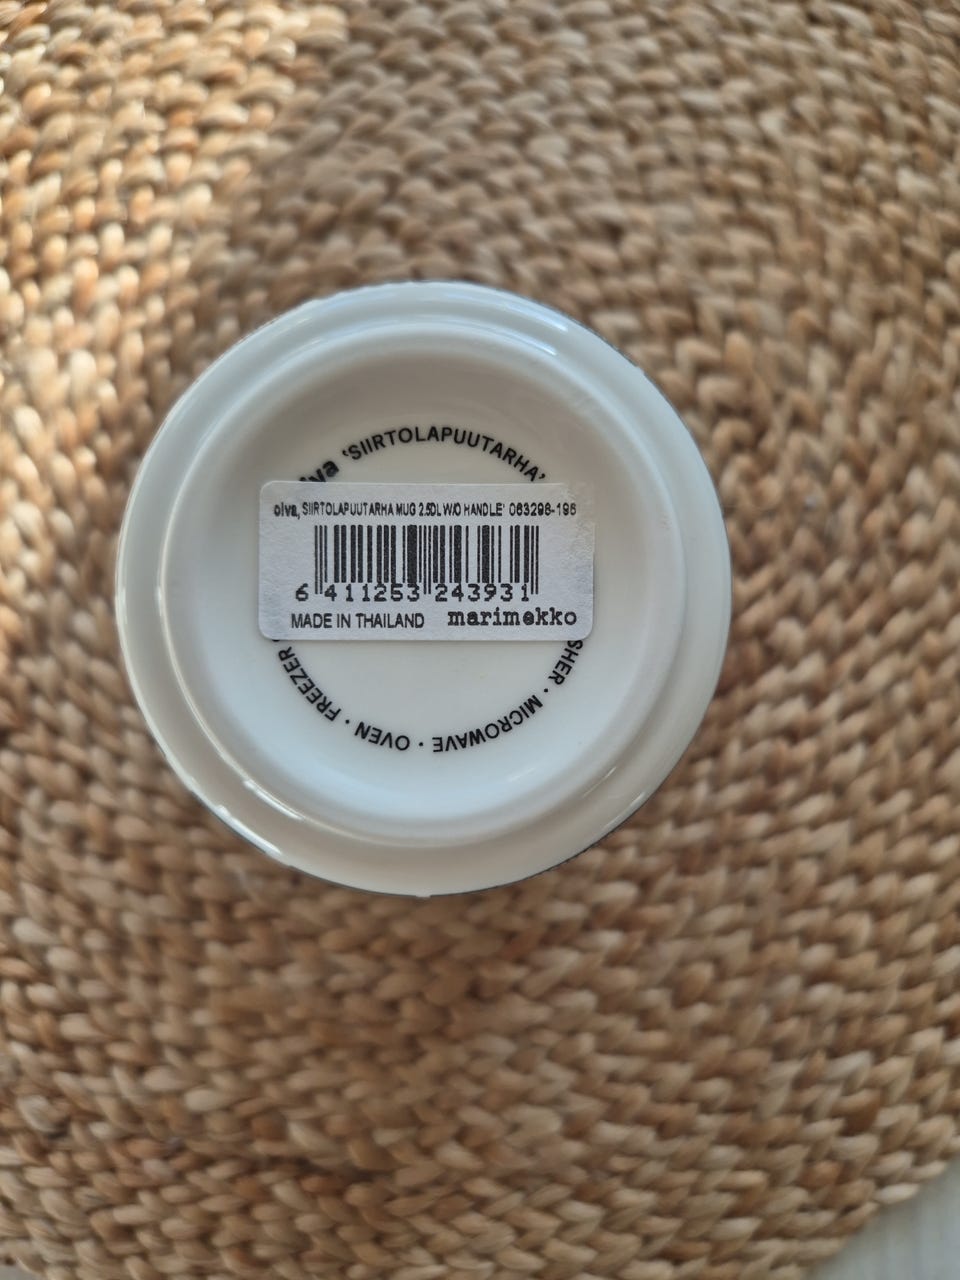 'SIIRTOLAPUUTARHA'
oiva, SIIRTOLAPUUTARHA MUG 2.5DL W/O HANDLE' 063296-196
6 411253 243931
MADE IN THAILAND marimekko
MICROWAVE · OVEN · FREEZER